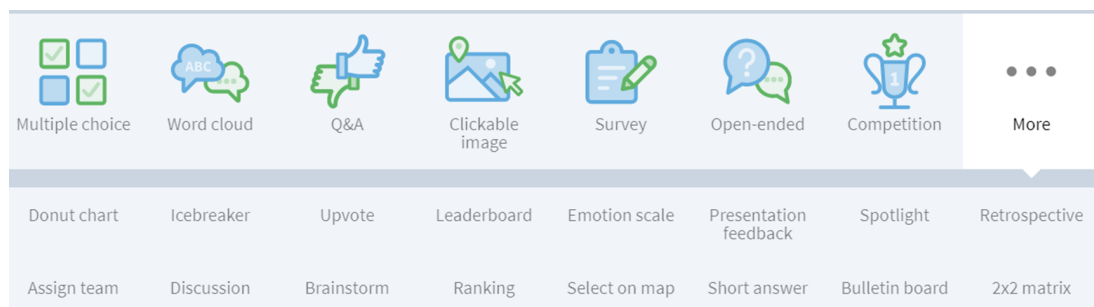 ABC
1
Multiple choice
Word cloud
Q&A
Clickable
image
Survey
Open-ended
Competition
More
Donut chart
Icebreaker
Upvote
Leaderboard
Emotion scale
Presentation
feedback
Spotlight
Retrospective
Assign team
Discussion
Brainstorm
Ranking
Select on map
Short answer
Bulletin board
2x2 matrix